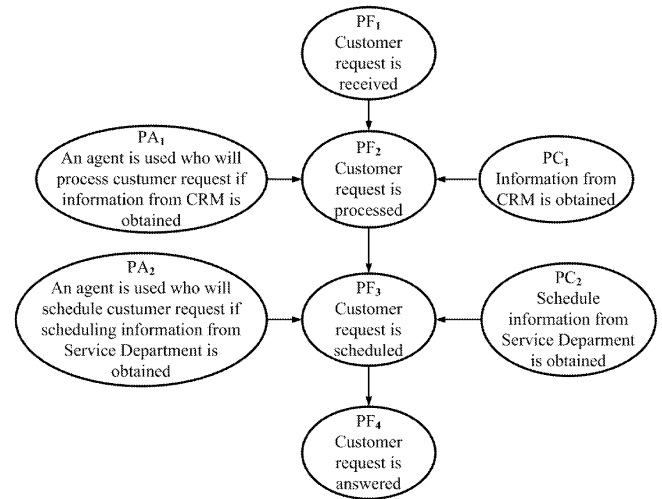 PF1
Customer
request is
received
PA1
An agent is used who will
process custumer request if
information from CRM is
obtained
PF2
Customer
request is
processed
PC1
Information from
CRM is obtained
PA2
An agent is used who will
schedule custumer request if
scheduling information from
Service Department is
obtained
PF3
Customer
request is
scheduled
PC2
Schedule
information from
Service Department
is obtained
PF4
Customer
request is
answered